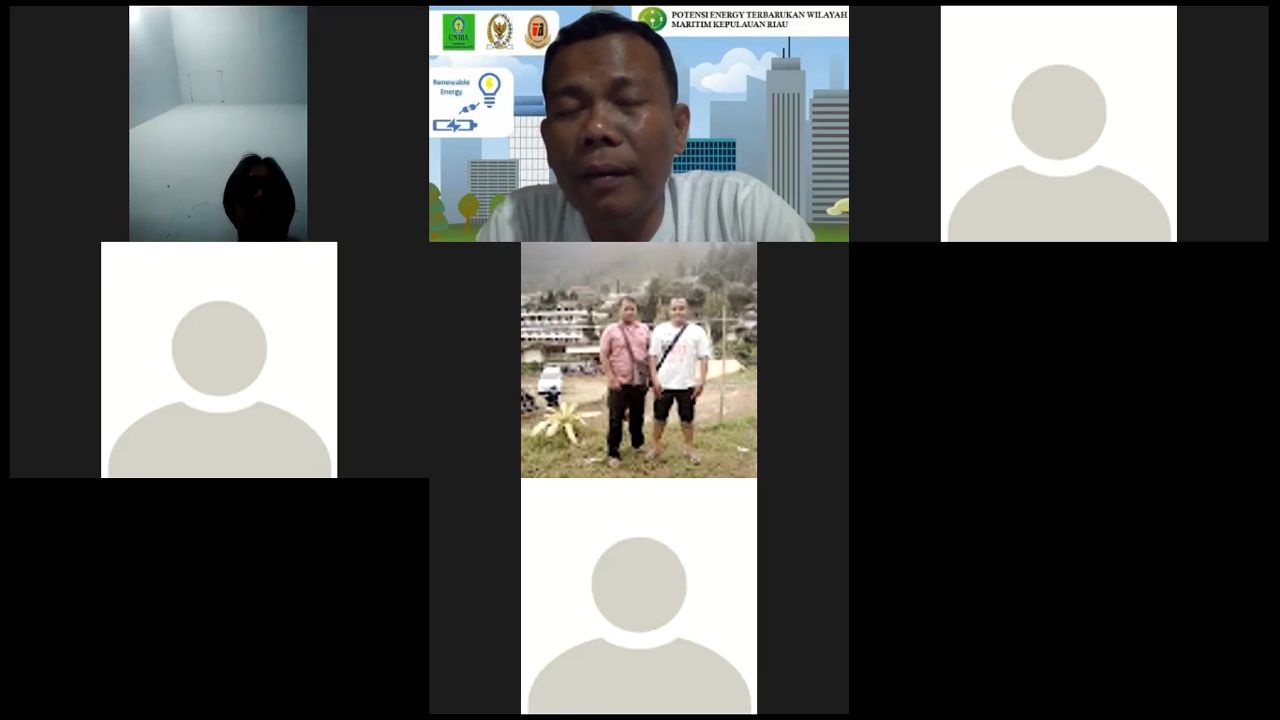 POTENSI ENERGY TERBARUKAN WILAYAH
MARITIM KEPULAUAN RIAU
UNIBA
Renewable
Energy